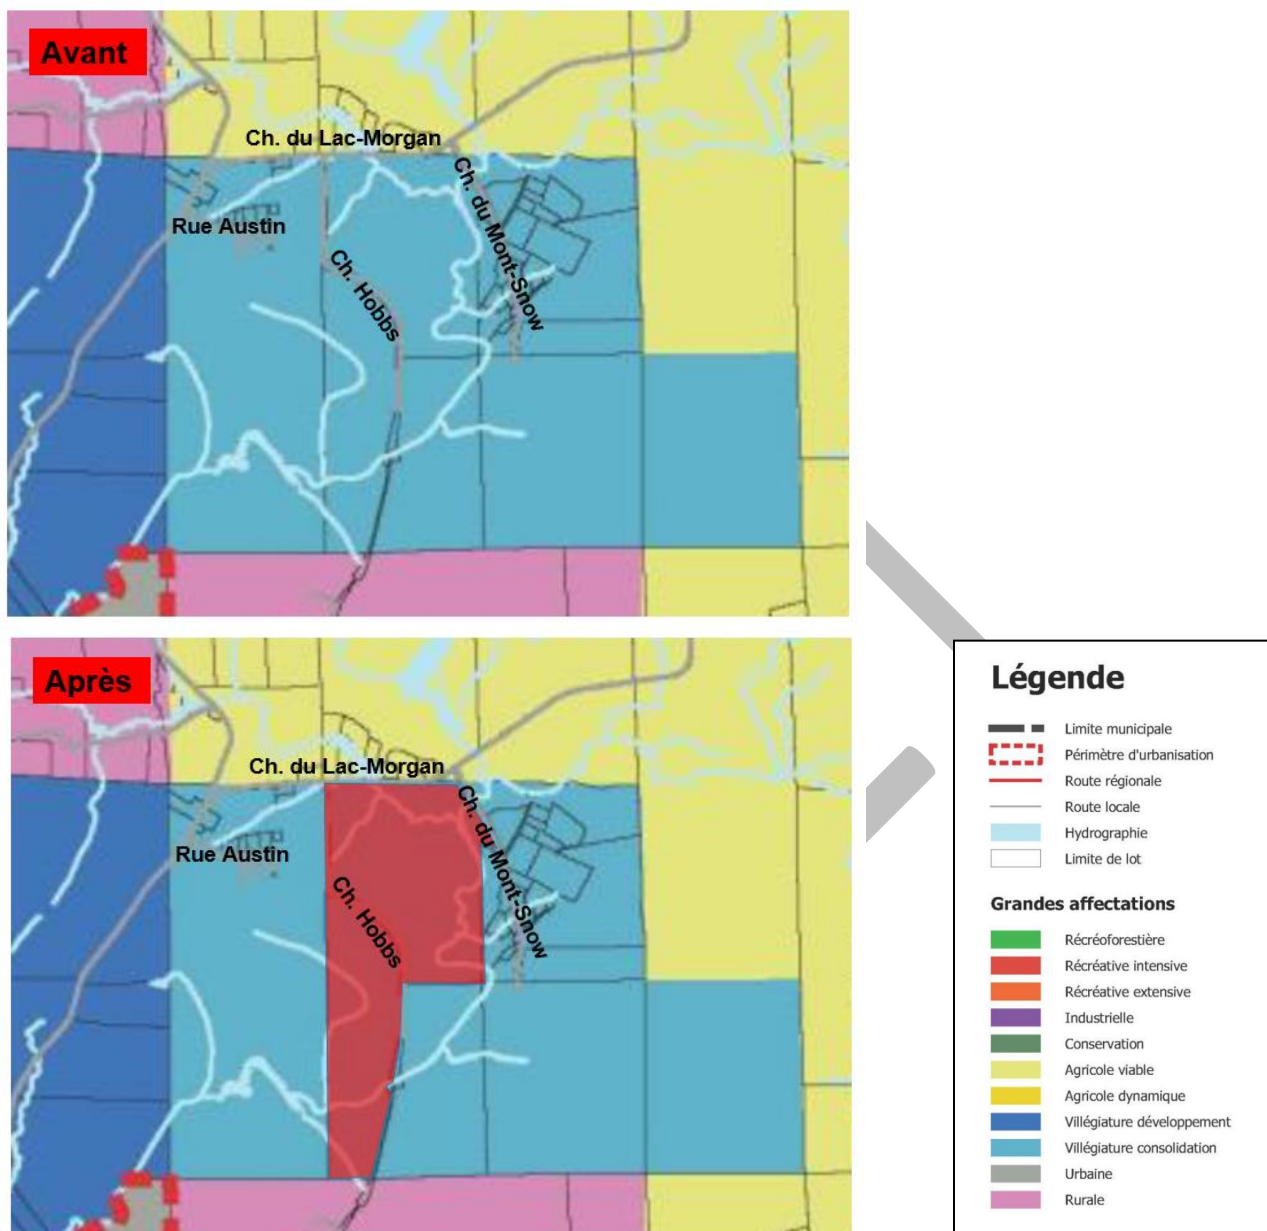 Avant
Ch. du Lac-Morgan
Ch. du Mont-Snow
Rue Austin
Ch. Hobbs
Après
Ch. du Lac-Morgan
Ch. du Mont-Snow
Rue Austin
Ch. Hobbs
Légende
Limite municipale
Périmètre d'urbanisation
Route régionale
Route locale
Hydrographie
Limite de lot
Grandes affectations
Récréoforestière
Récréative intensive
Récréative extensive
Industrielle
Conservation
Agricole viable
Agricole dynamique
Villégiature développement
Villégiature consolidation
Urbaine
Rurale